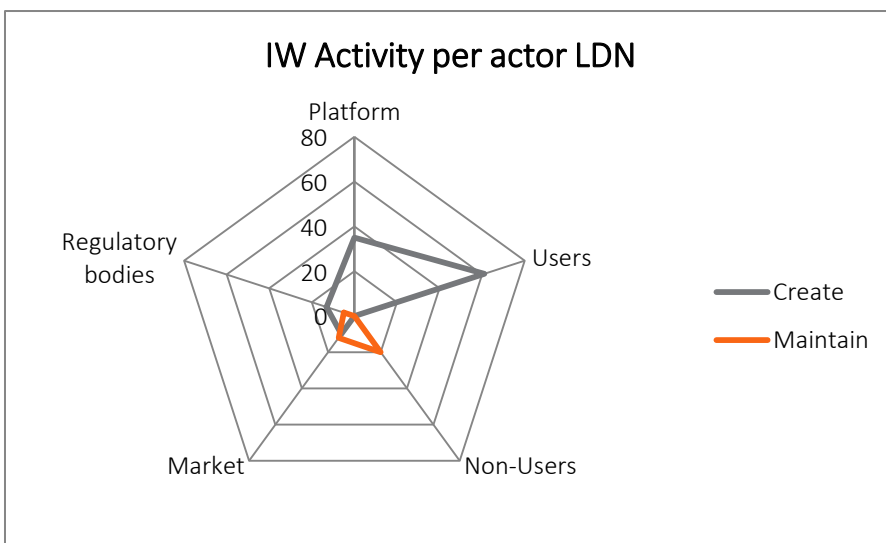 IW Activity per actor LDN
Platform
80
60
40
20
0
Users
Non-Users
Market
Regulatory
bodies
Create
Maintain